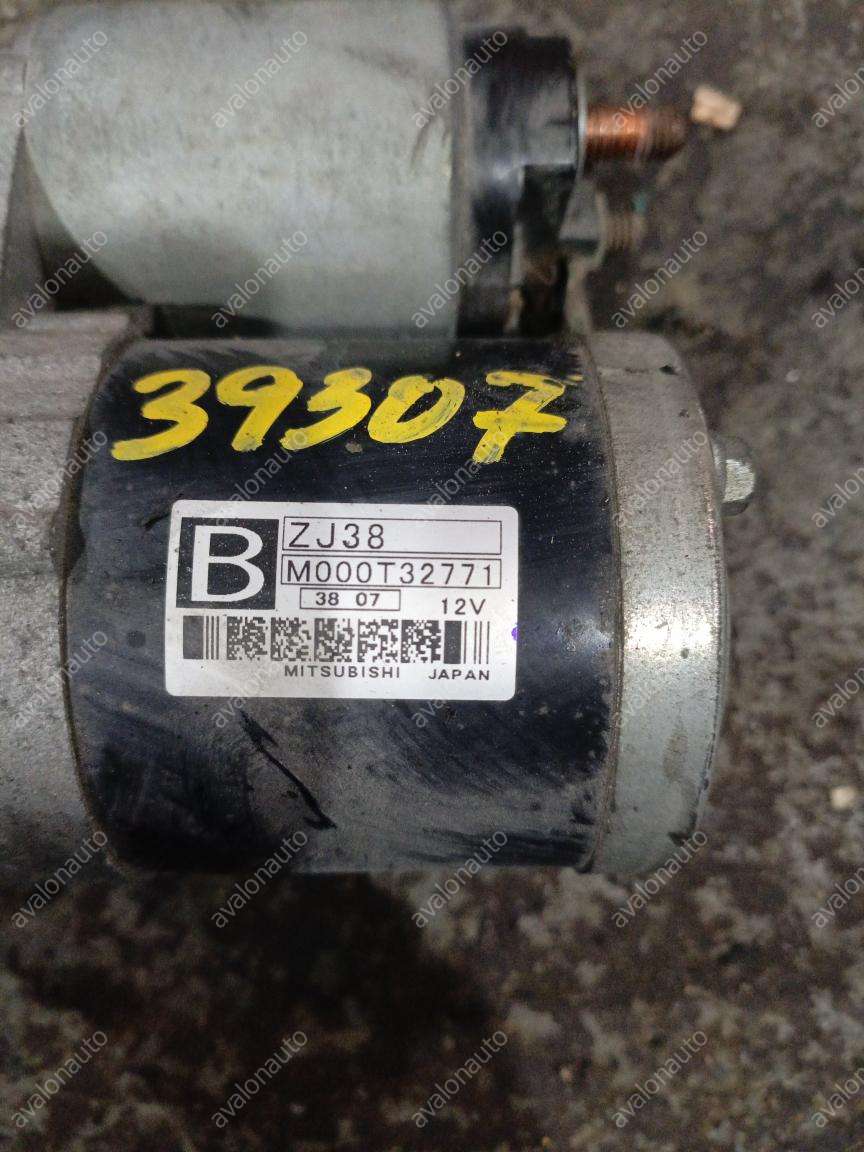 39307
B
ZJ38
M000T32771
38 07
12V
MITSUBISHI JAPAN
avalonauto